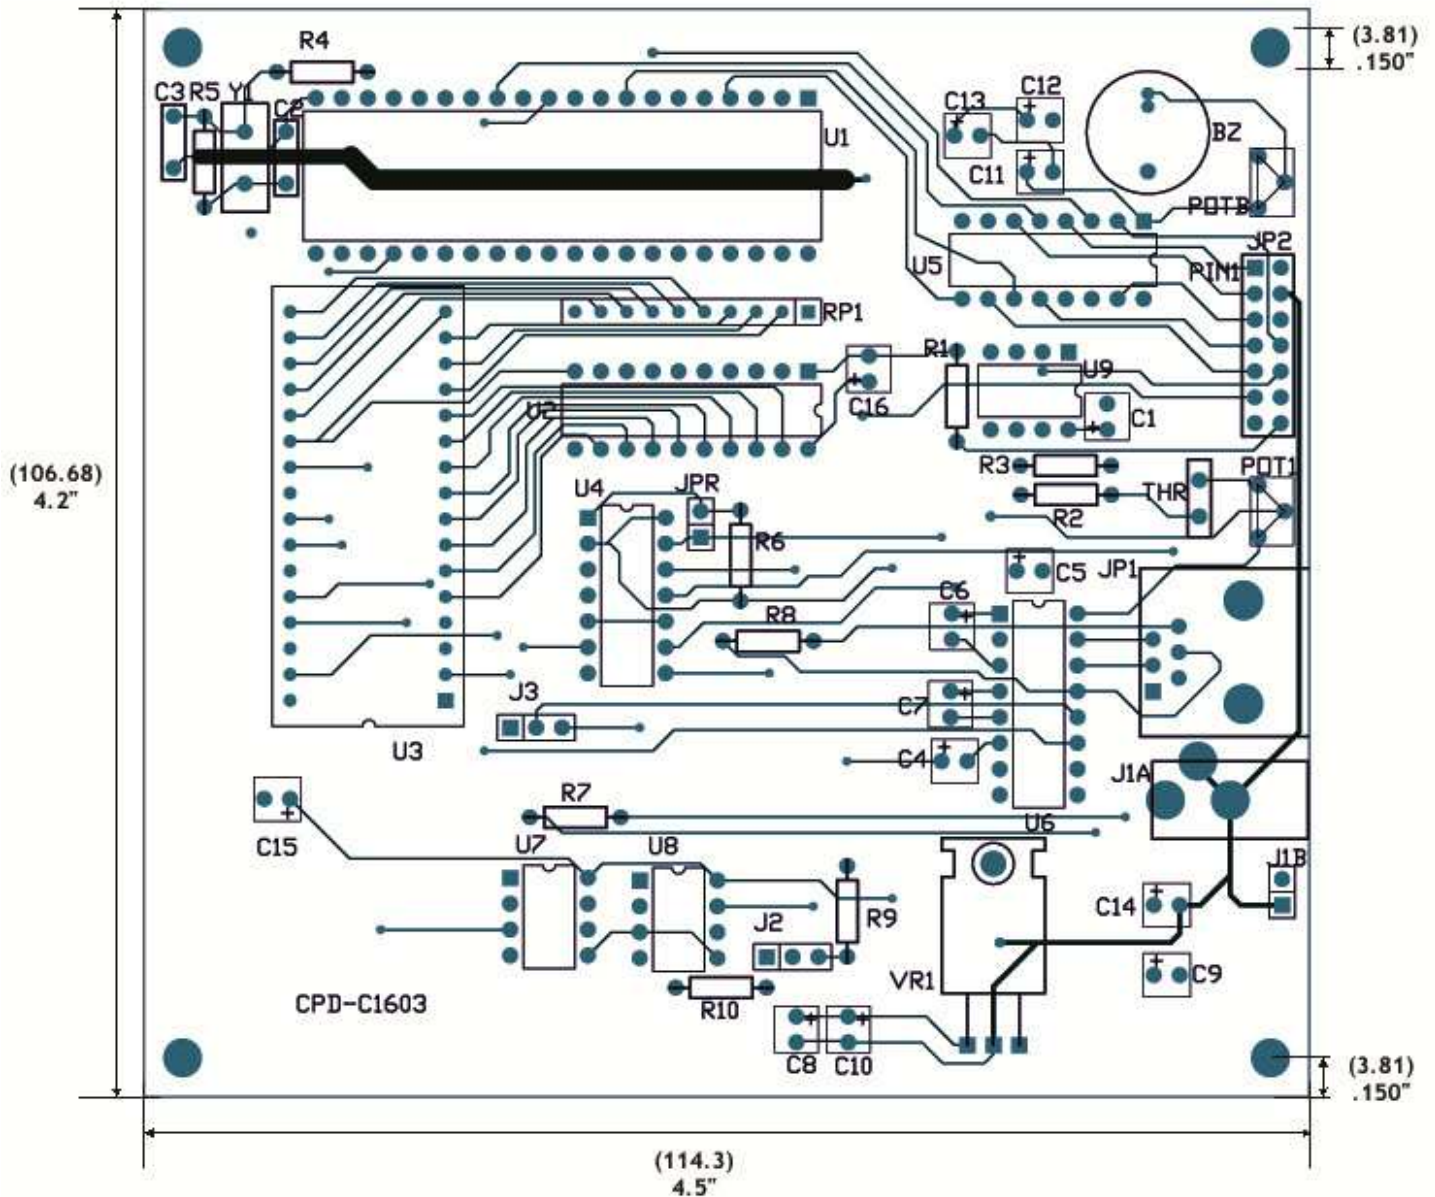 R4
(3.81)
.150"
C3 R5 Y1
C2
U1
C13
C12
C11
BZ
POTB
U5
JP2
PIN1
RP1
R1
U9
U2
C16
C1
(106.68)
4.2"
R3
POT1
U4
JPR
THR
R2
R6
C5
JP1
C6
R8
J3
C7
U3
C4
J1A
R7
U6
C15
U7
U8
J1B
C14
J2
R9
VR1
C9
CPD-C1603
R10
C8
C10
(3.81)
.150"
(114.3)
4.5"